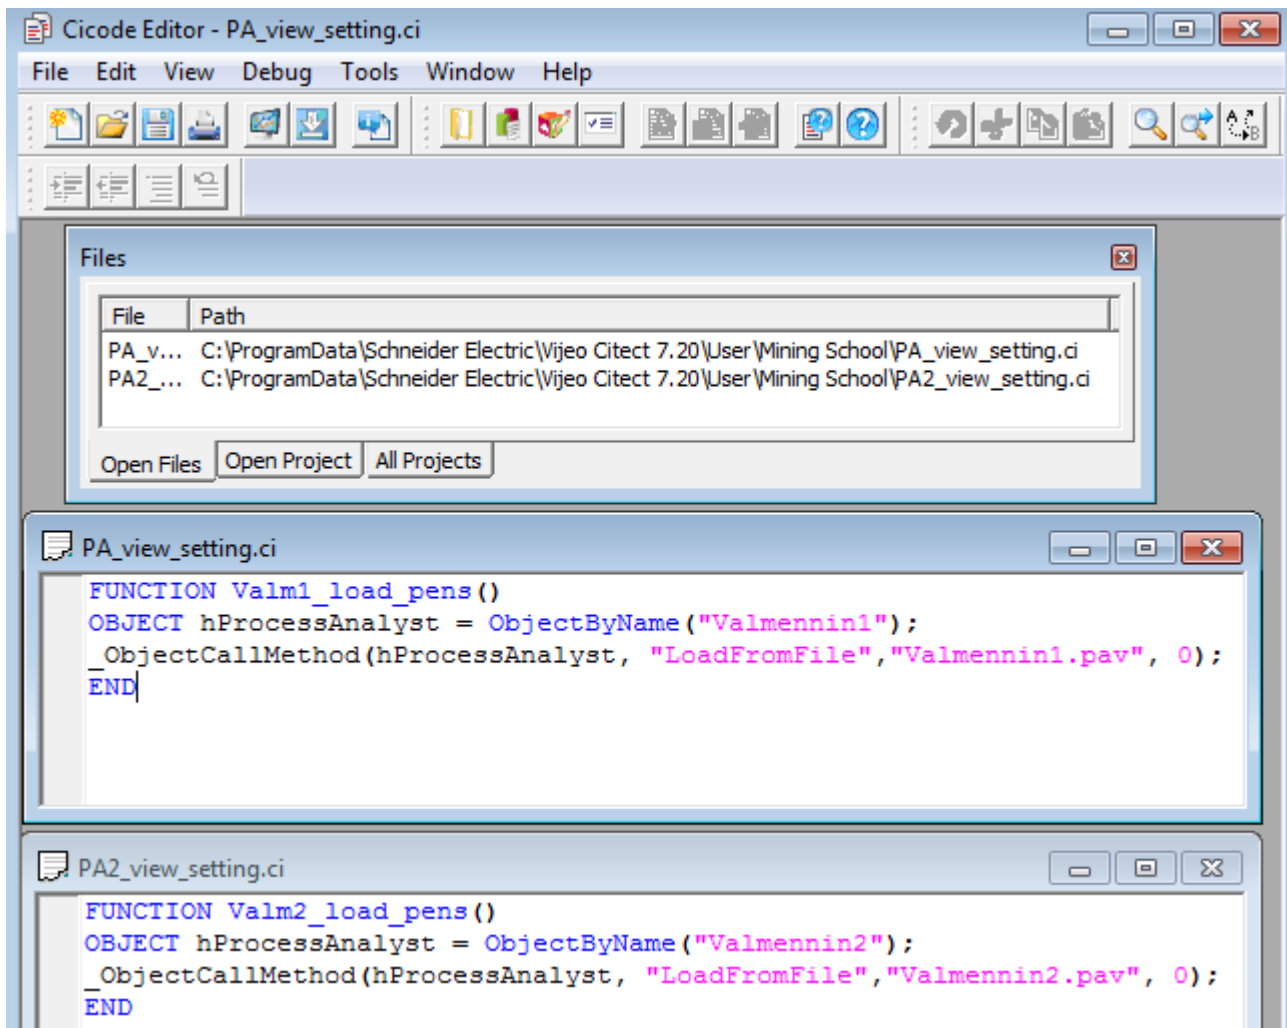 Cicode Editor - PA_view_setting.ci
File Edit View Debug Tools Window Help
Files
File Path
PA_v... C:\ProgramData\Schneider Electric\Vijeo Citect 7.20\User\Mining School\PA_view_setting.ci
PA2_... C:\ProgramData\Schneider Electric\Vijeo Citect 7.20\User\Mining School\PA2_view_setting.ci
Open Files Open Project All Projects
PA_view_setting.ci
FUNCTION Valm1_load_pens()
OBJECT hProcessAnalyst = ObjectByName("Valmennin1");
_ObjectCallMethod(hProcessAnalyst, "LoadFromFile","Valmennin1.pav", 0);
END
PA2_view_setting.ci
FUNCTION Valm2_load_pens()
OBJECT hProcessAnalyst = ObjectByName("Valmennin2");
_ObjectCallMethod(hProcessAnalyst, "LoadFromFile","Valmennin2.pav", 0);
END